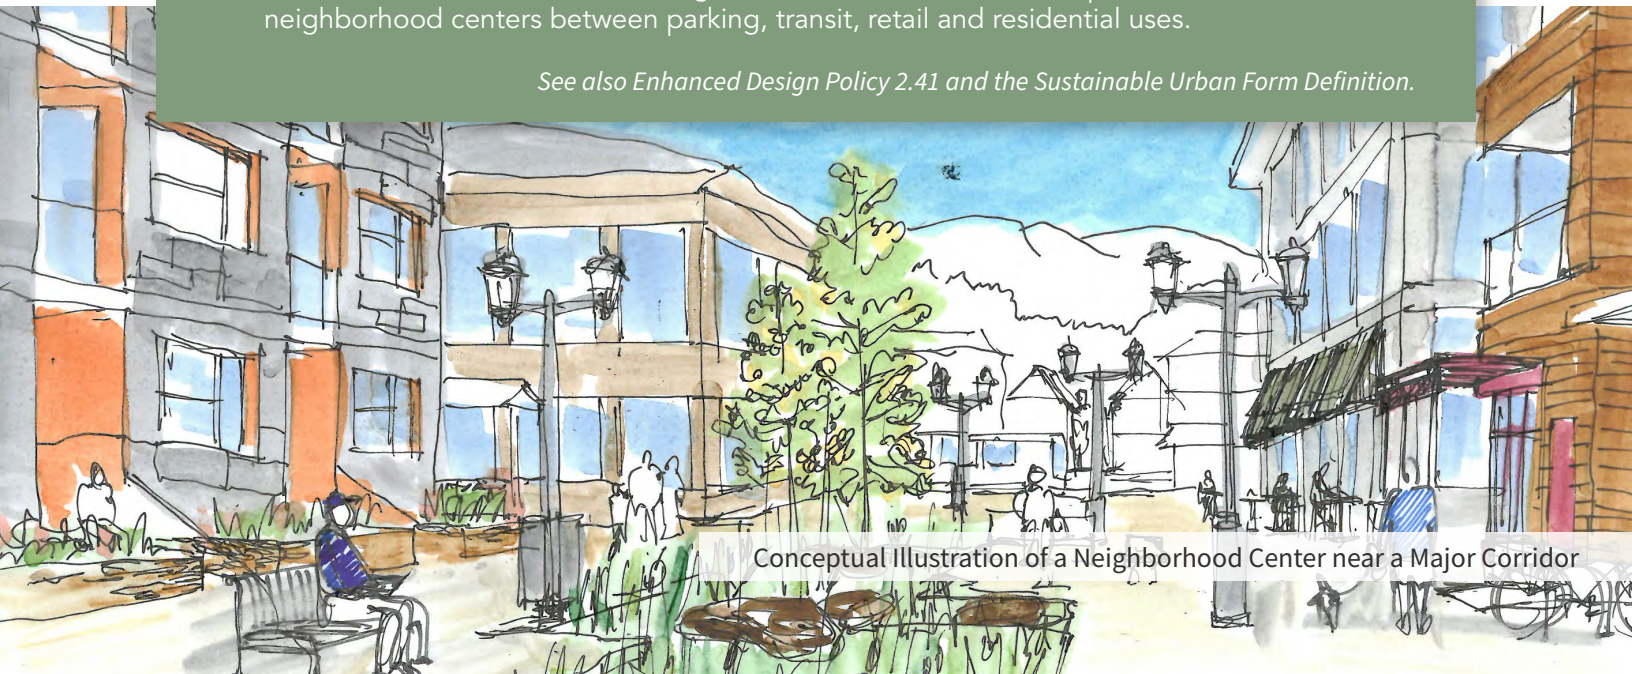 neighborhood centers between parking, transit, retail and residential uses.
See also Enhanced Design Policy 2.41 and the Sustainable Urban Form Definition.
Conceptual Illustration of a Neighborhood Center near a Major Corridor